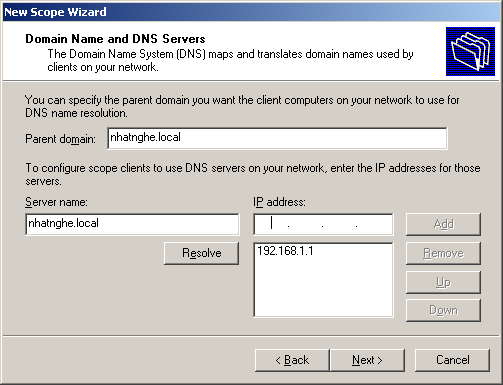 New Scope Wizard
Domain Name and DNS Servers
The Domain Name System (DNS) maps and translates domain names used by
clients on your network.
You can specify the parent domain you want the client computers on your network to use for
DNS name resolution.
Parent domain: nhatnghe.local
To configure scope clients to use DNS servers on your network, enter the IP addresses for those
servers.
Server name: IP address:
nhatnghe.local . . . Add
Resolve 192.168.1.1 Remove
Up
Down
< Back Next > Cancel